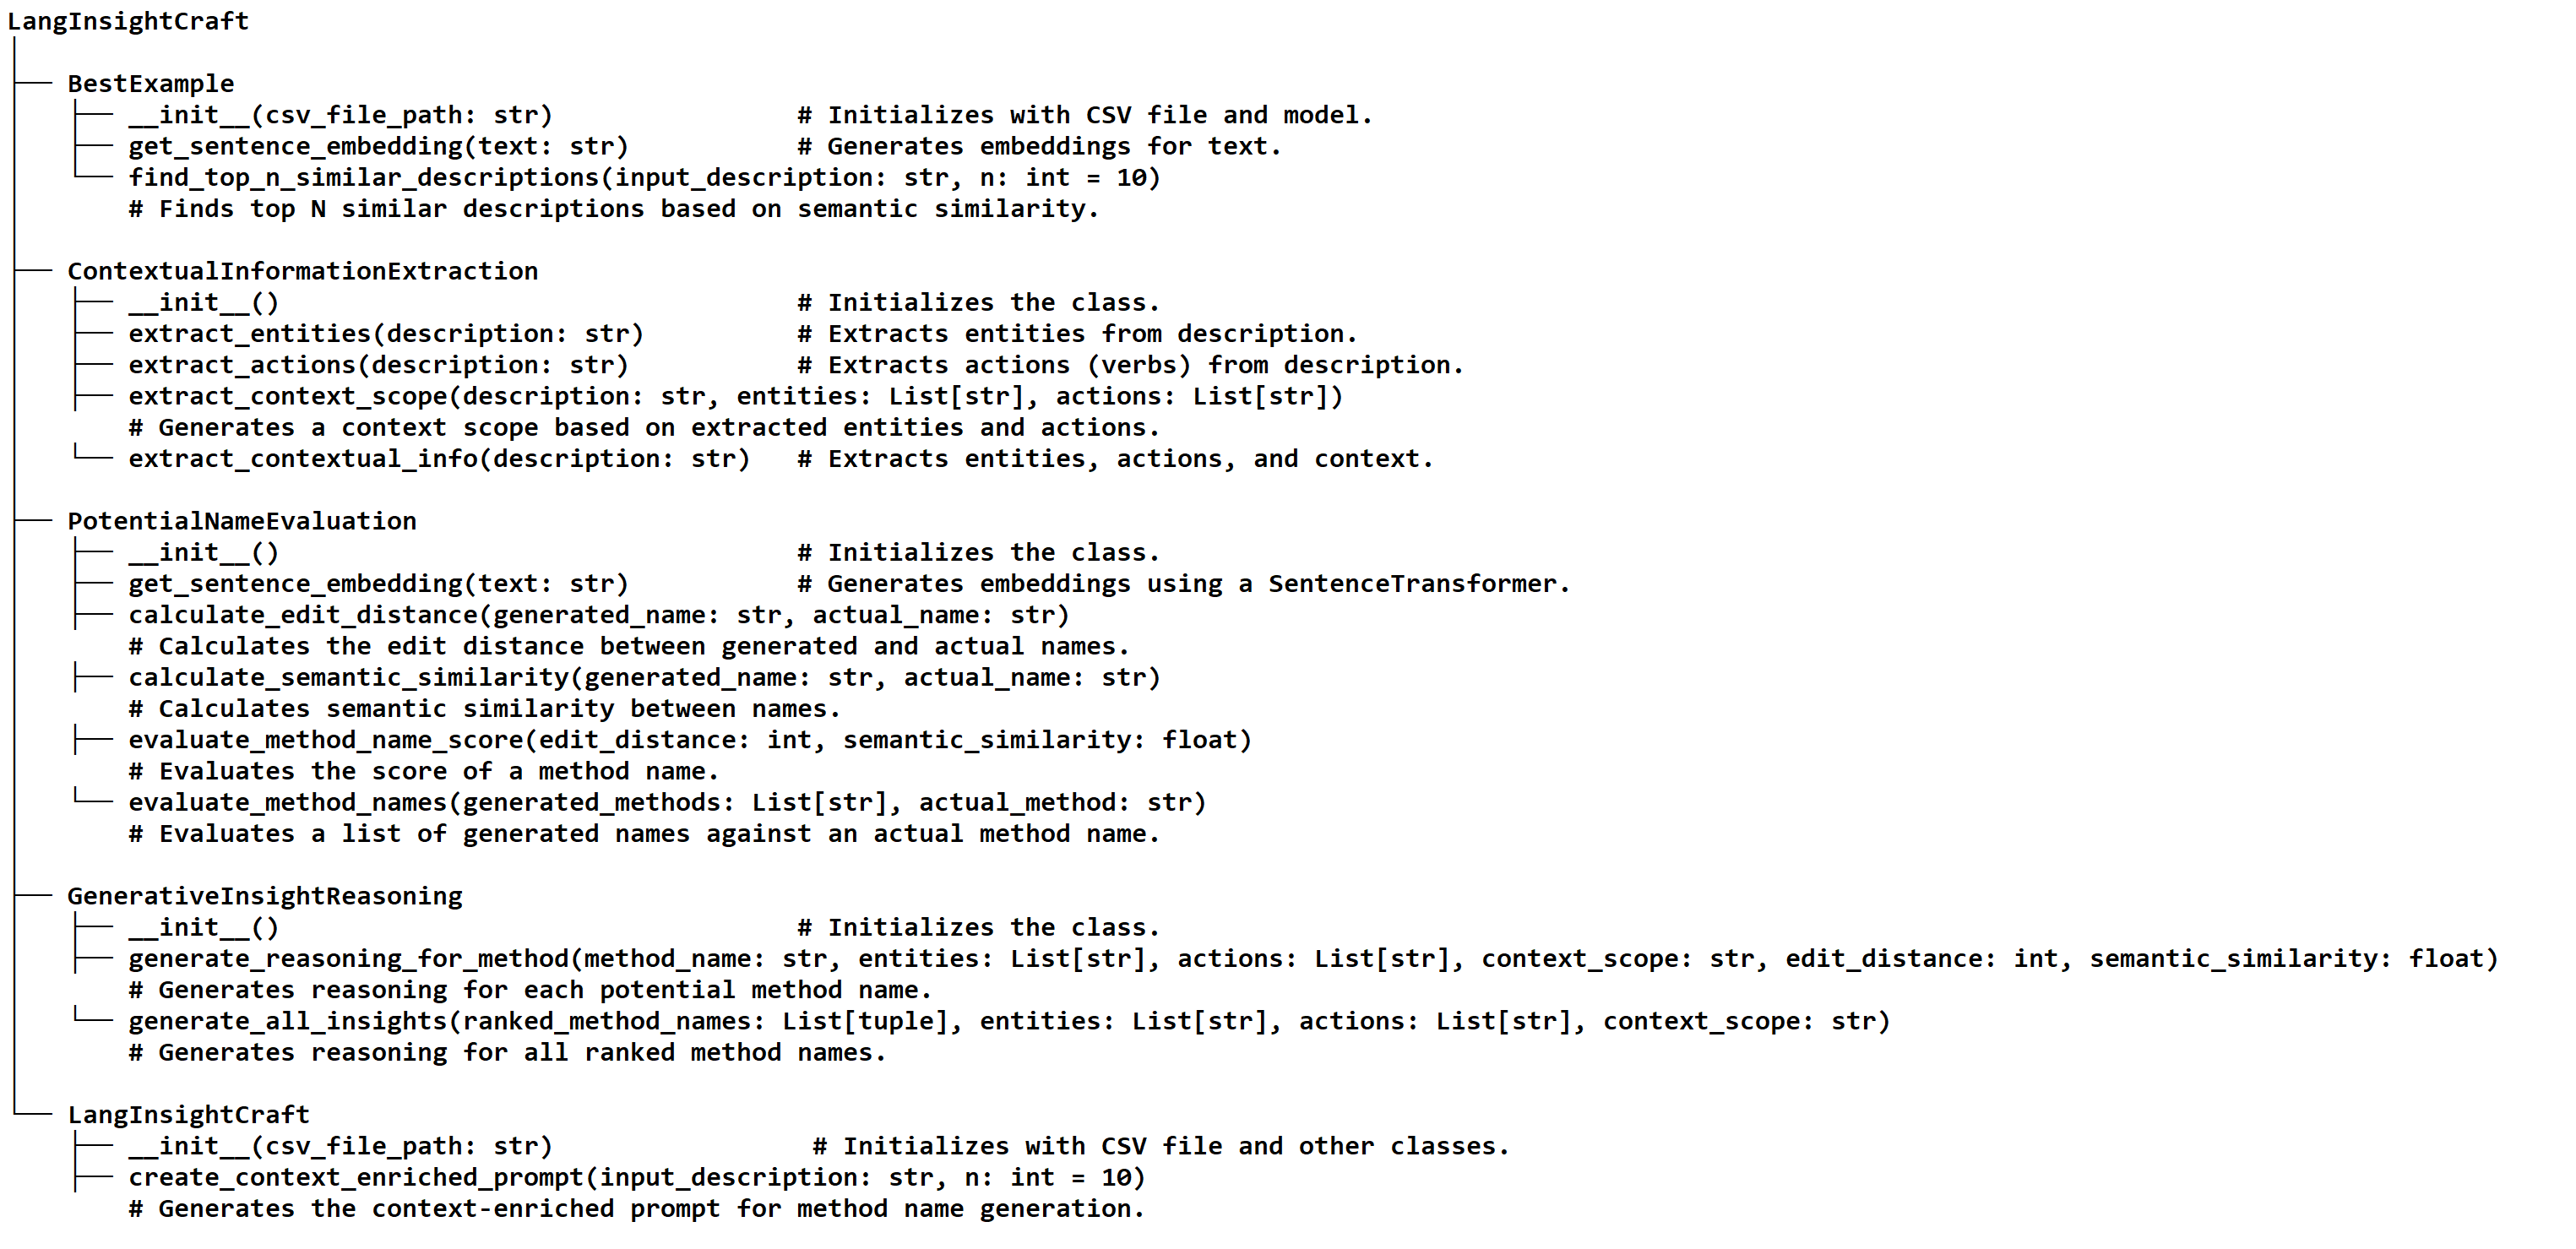 LangInsightCraft
BestExample
__init__(csv_file_path: str) # Initializes with CSV file and model.
get_sentence_embedding(text: str) # Generates embeddings for text.
find_top_n_similar_descriptions(input_description: str, n: int = 10)
# Finds top N similar descriptions based on semantic similarity.
ContextualInformationExtraction
__init__() # Initializes the class.
extract_entities(description: str) # Extracts entities from description.
extract_actions(description: str) # Extracts actions (verbs) from description.
extract_context_scope(description: str, entities: List[str], actions: List[str])
# Generates a context scope based on extracted entities and actions.
extract_contextual_info(description: str) # Extracts entities, actions, and context.
PotentialNameEvaluation
__init__() # Initializes the class.
get_sentence_embedding(text: str) # Generates embeddings using a SentenceTransformer.
calculate_edit_distance(generated_name: str, actual_name: str)
# Calculates the edit distance between generated and actual names.
calculate_semantic_similarity(generated_name: str, actual_name: str)
# Calculates semantic similarity between names.
evaluate_method_name_score(edit_distance: int, semantic_similarity: float)
# Evaluates the score of a method name.
evaluate_method_names(generated_methods: List[str], actual_method: str)
# Evaluates a list of generated names against an actual method name.
GenerativeInsightReasoning
__init__() # Initializes the class.
generate_reasoning_for_method(method_name: str, entities: List[str], actions: List[str], context_scope: str, edit_distance: int, semantic_similarity: float)
# Generates reasoning for each potential method name.
generate_all_insights(ranked_method_names: List[tuple], entities: List[str], actions: List[str], context_scope: str)
# Generates reasoning for all ranked method names.
LangInsightCraft
__init__(csv_file_path: str) # Initializes with CSV file and other classes.
create_context_enriched_prompt(input_description: str, n: int = 10)
# Generates the context-enriched prompt for method name generation.